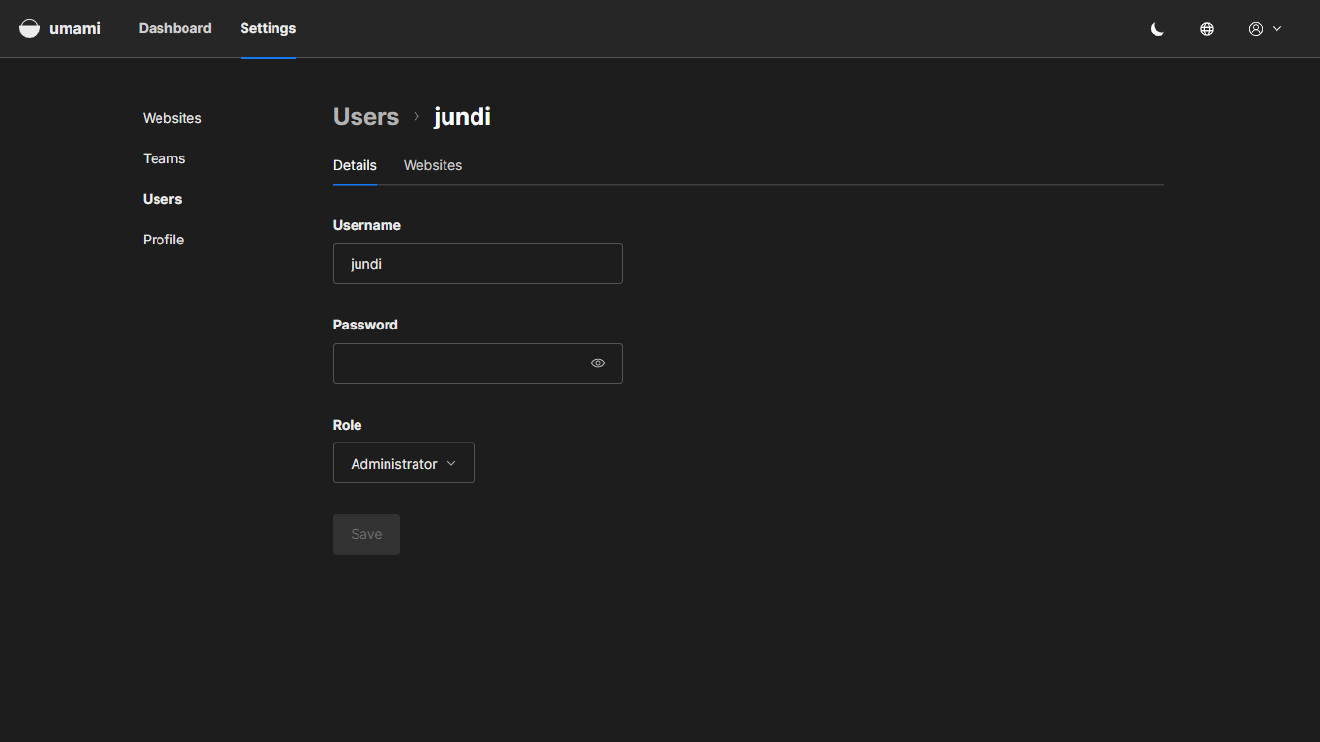 umami
Dashboard
Settings
Websites
Teams
Users
Profile
Users › jundi
Details
Websites
Username
jundi
Password
Role
Administrator
Save